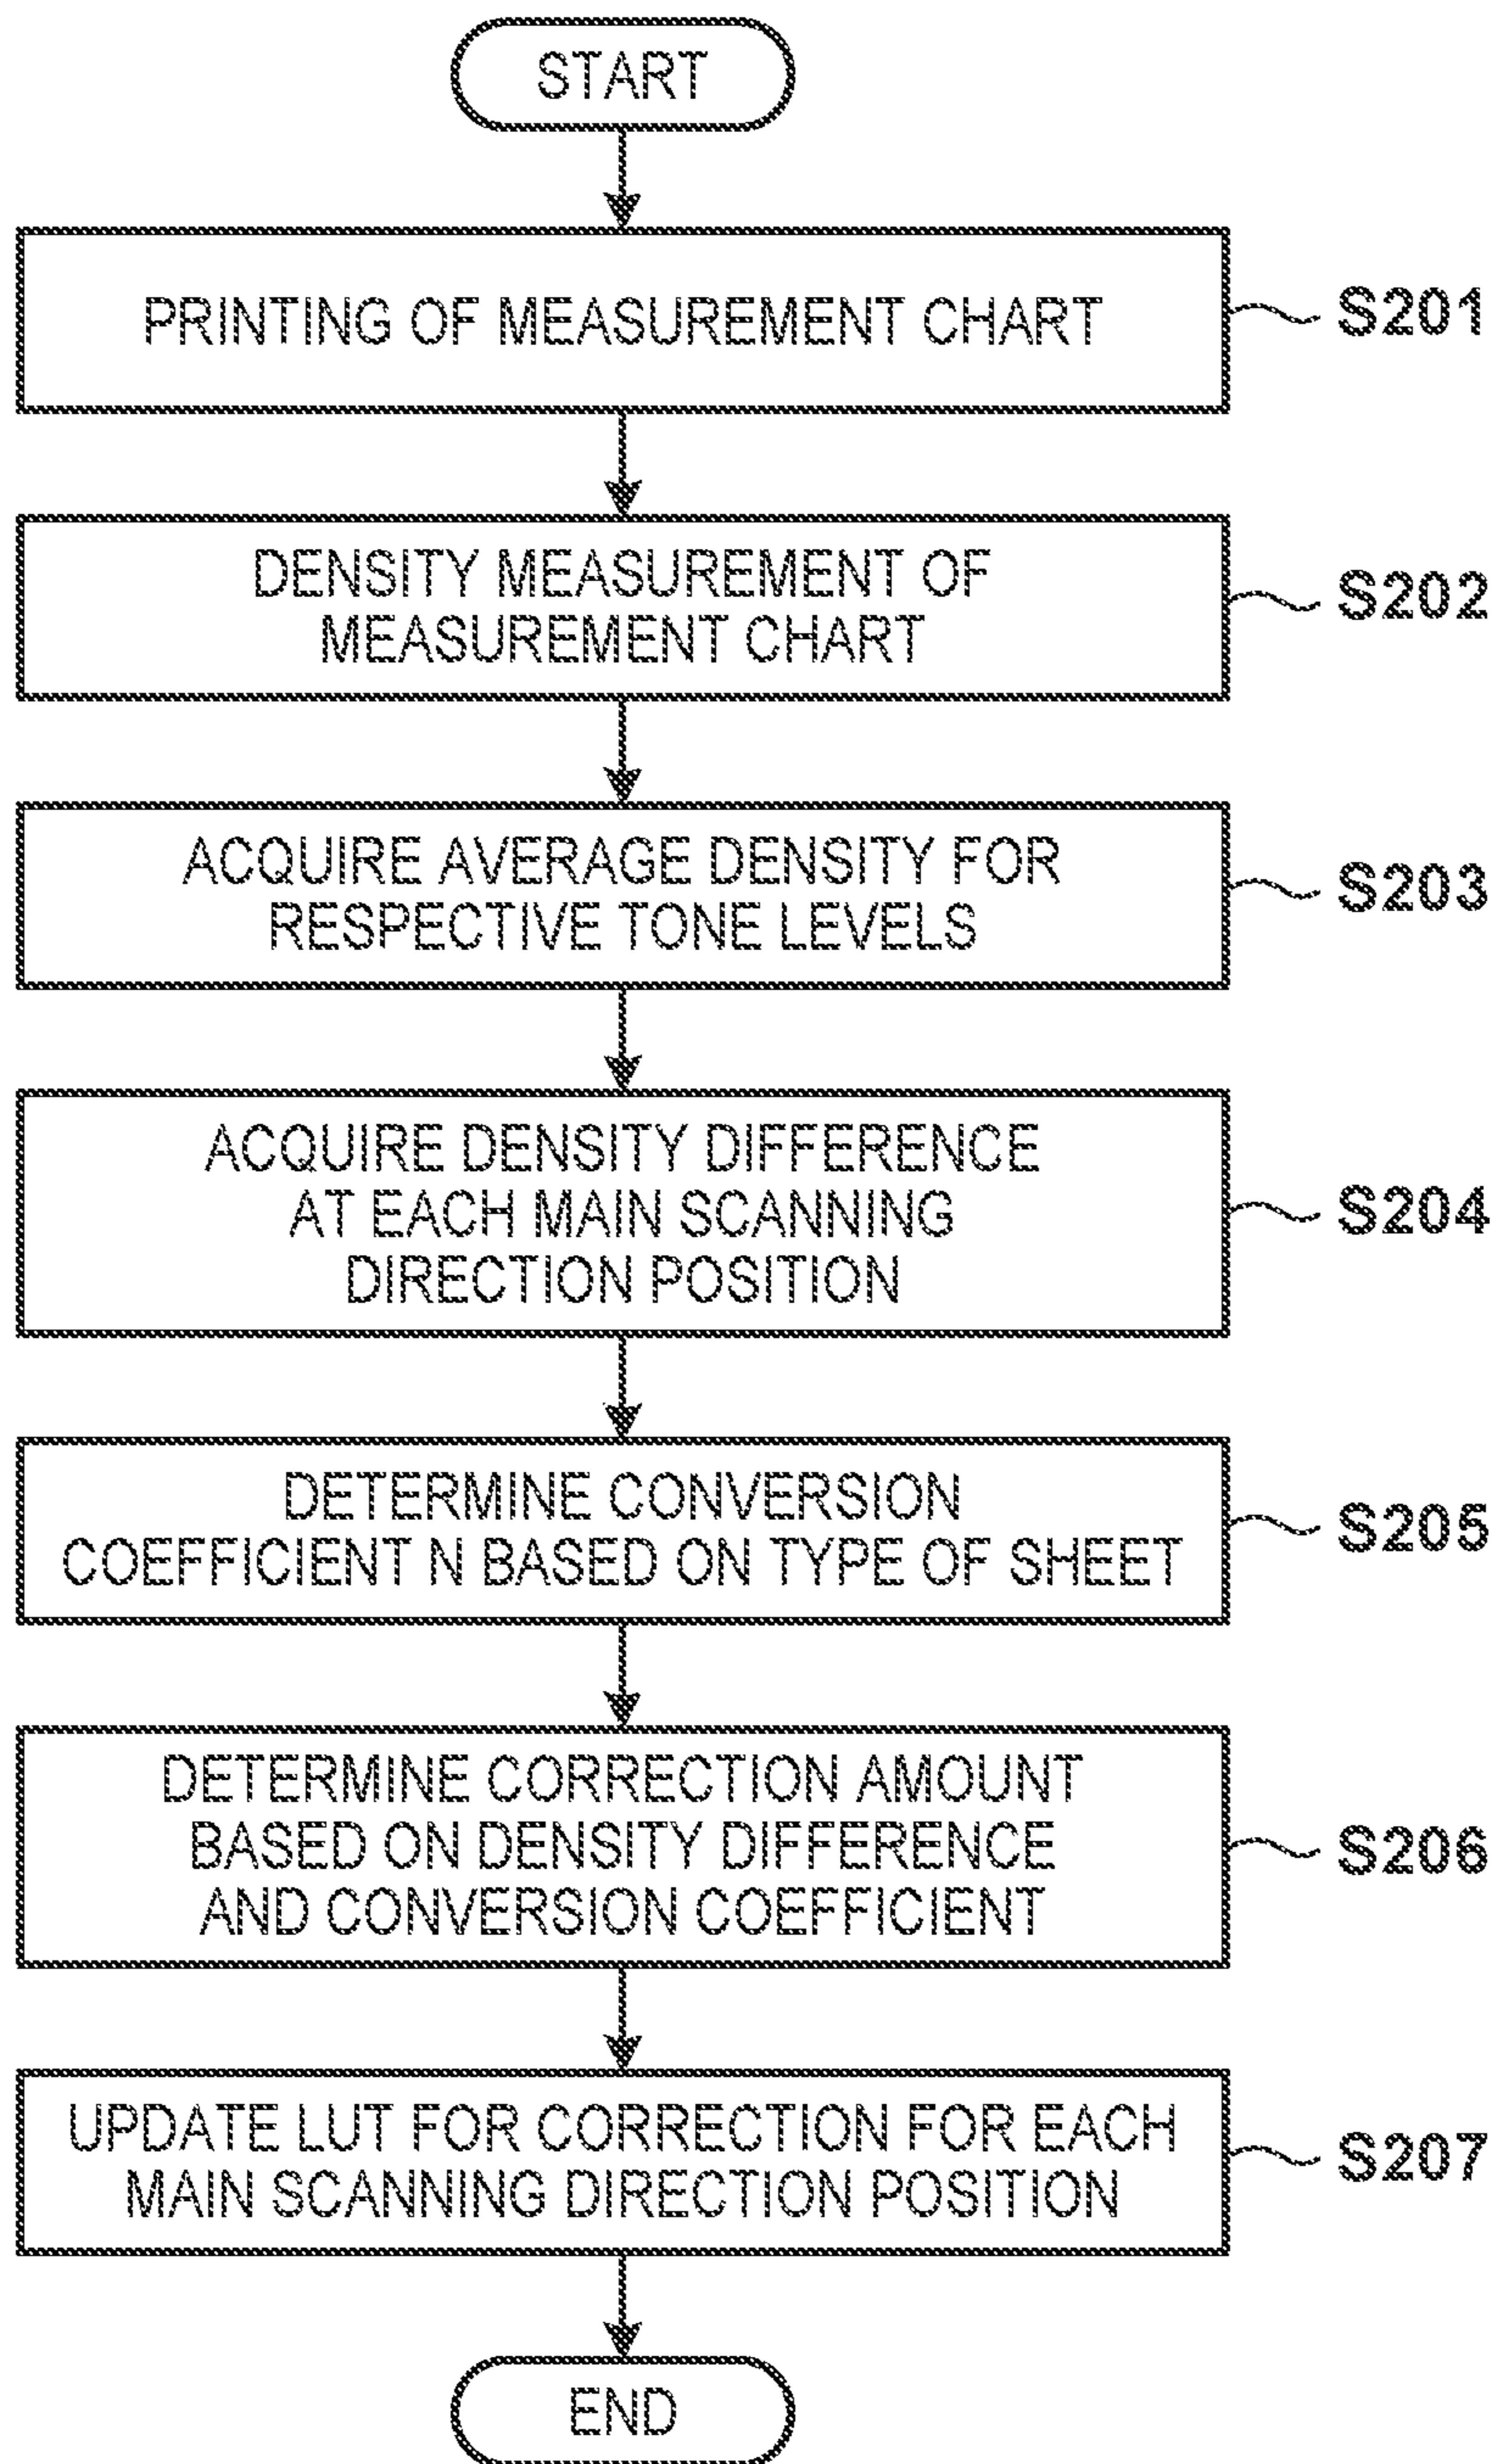 START
PRINTING OF MEASUREMENT CHART
S201
DENSITY MEASUREMENT OF
MEASUREMENT CHART
S202
ACQUIRE AVERAGE DENSITY FOR
RESPECTIVE TONE LEVELS
S203
ACQUIRE DENSITY DIFFERENCE
AT EACH MAIN SCANNING
DIRECTION POSITION
S204
DETERMINE CONVERSION
COEFFICIENT N BASED ON TYPE OF SHEET
S205
DETERMINE CORRECTION AMOUNT
BASED ON DENSITY DIFFERENCE
AND CONVERSION COEFFICIENT
S206
UPDATE LUT FOR CORRECTION FOR EACH
MAIN SCANNING DIRECTION POSITION
S207
END